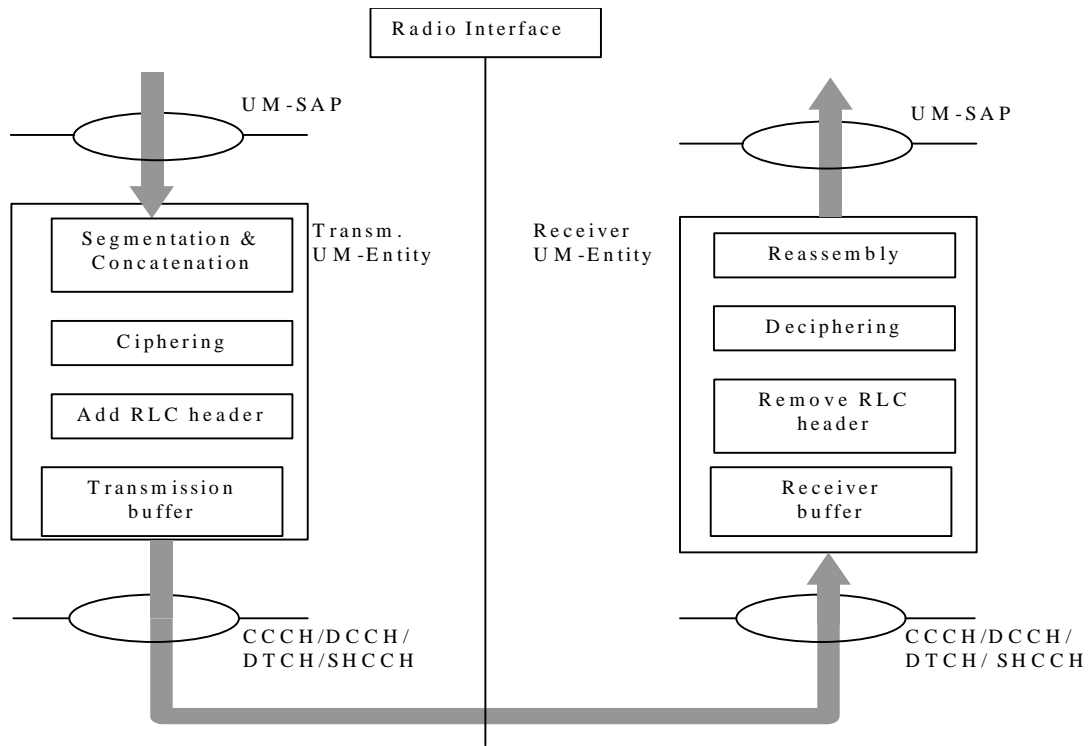 Radio Interface
UM-SAP
UM-SAP
Segmentation &
Concatenation
Transm.
UM-Entity
Receiver
UM-Entity
Reassembly
Ciphering
Deciphering
Add RLC header
Remove RLC
header
Transmission
buffer
Receiver
buffer
CCCH/DCCH/
DTCH/SHCCH
CCCH/DCCH/
DTCH/ SHCCH